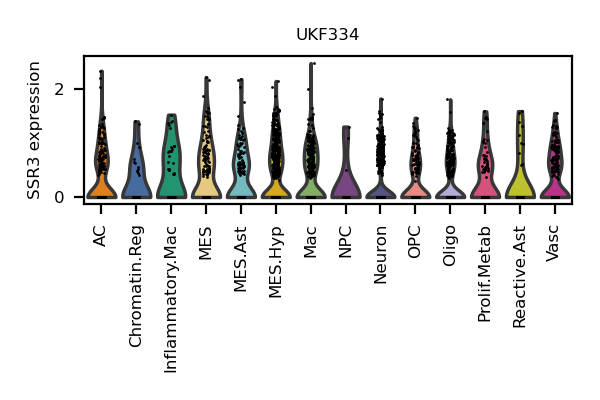 UKF334
SSR3 expression
2
0
AC
Chromatin.Reg
Inflammatory.Mac
MES
MES.Ast
MES.Hyp
Mac
NPC
Neuron
OPC
Oligo
Prolif.Metab
Reactive.Ast
Vasc